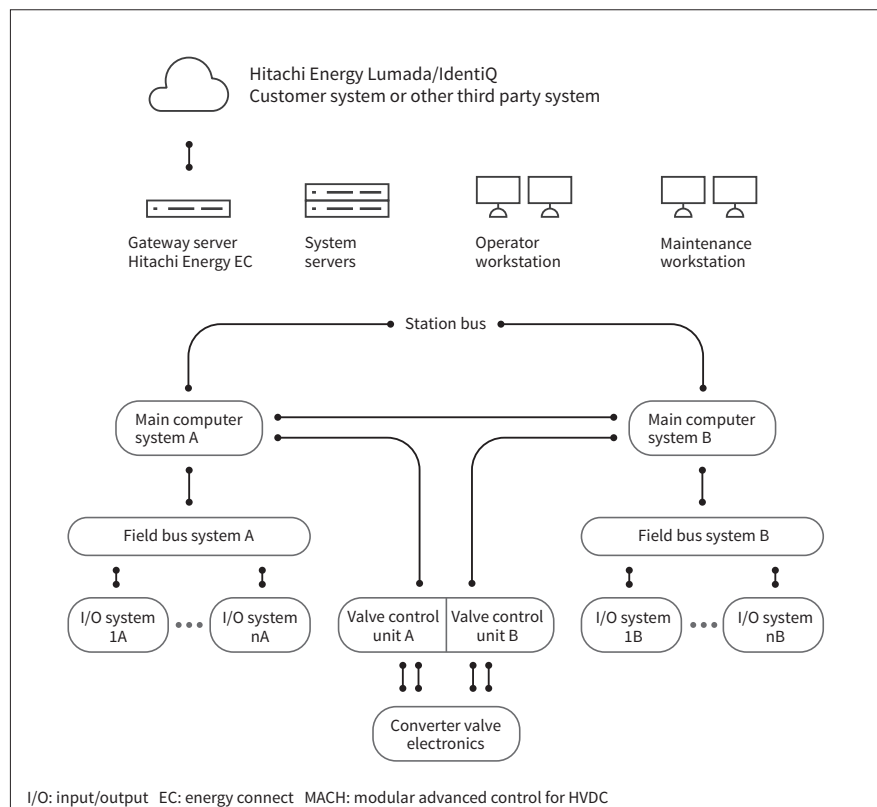 Hitachi Energy Lumada/IdentiQ
Customer system or other third party system
Gateway server
Hitachi Energy EC
System
servers
Operator
workstation
Maintenance
workstation
Station bus
Main computer
system A
Main computer
system B
Field bus system A
Field bus system B
I/O system
1A
I/O system
nA
Valve control
unit A
Valve control
unit B
I/O system
1B
I/O system
nB
Converter valve
electronics
I/O: input/output EC: energy connect MACH: modular advanced control for HVDC